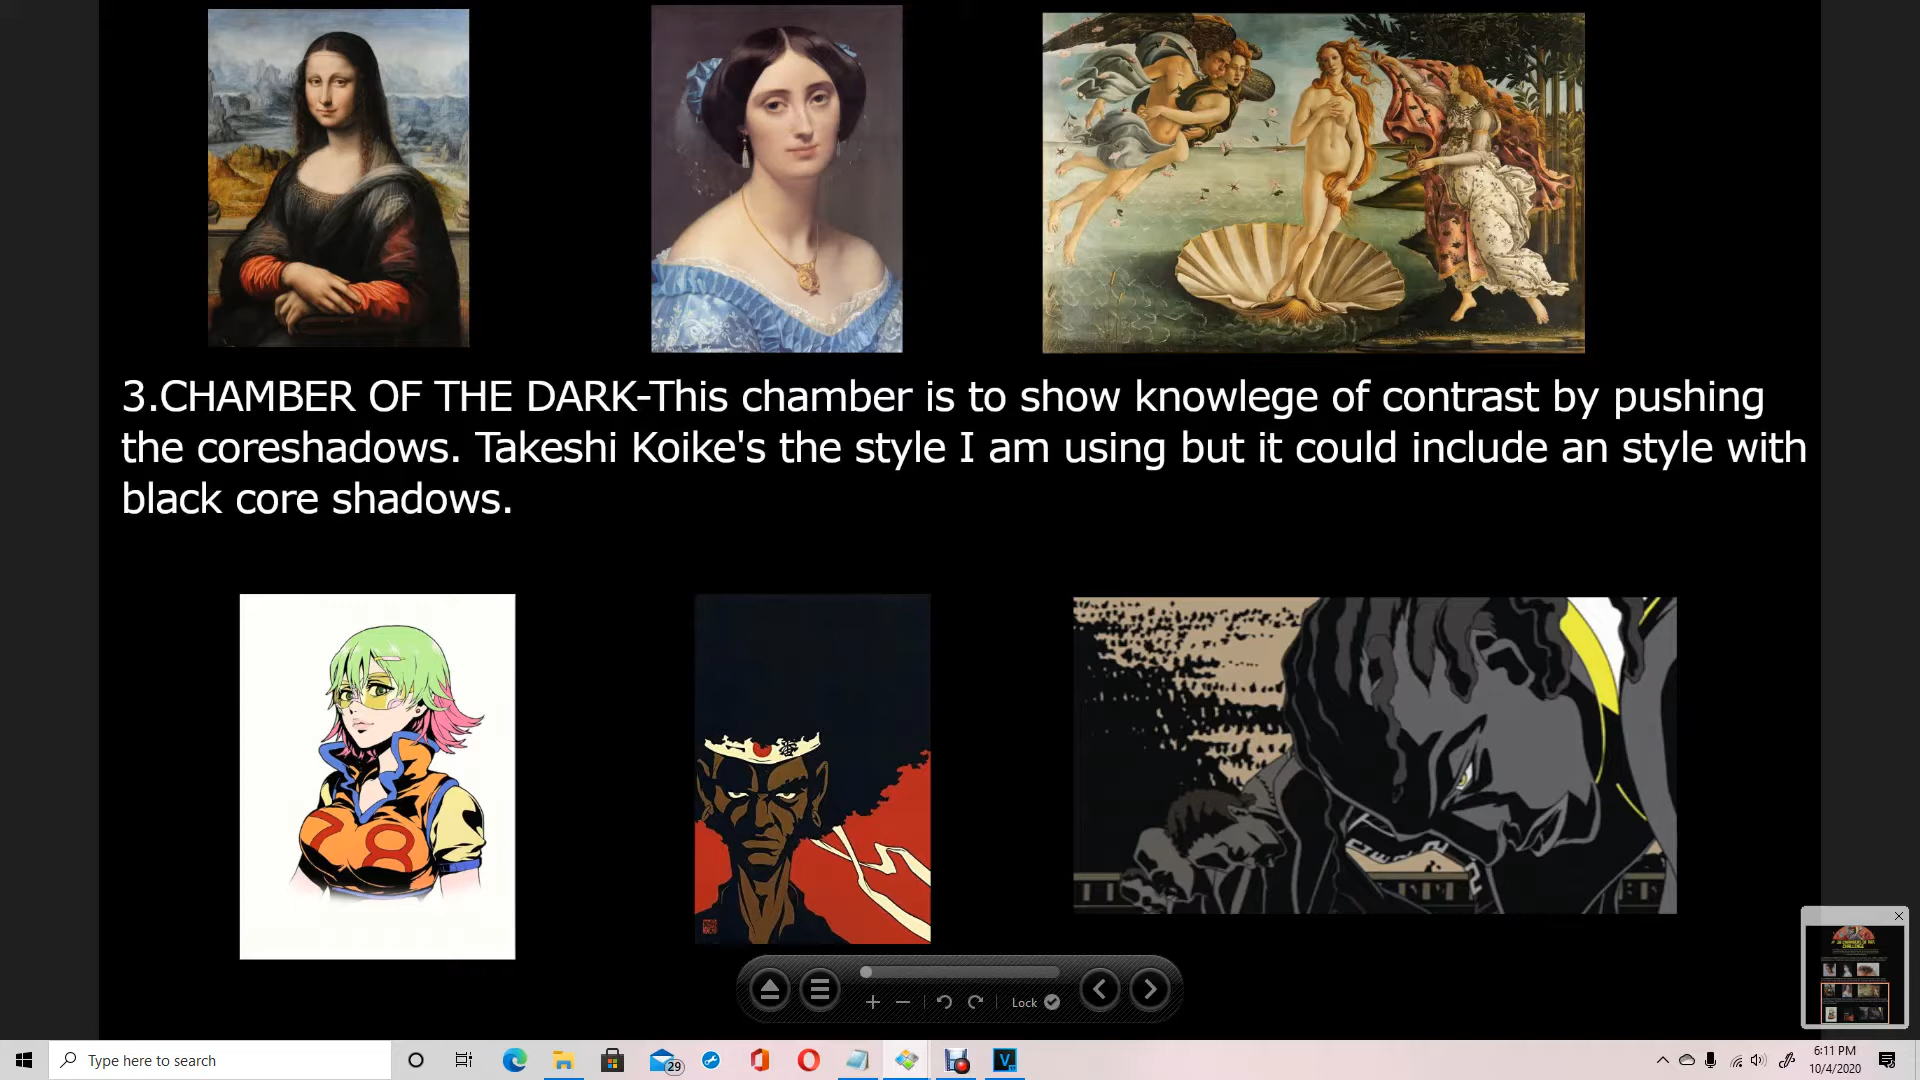 3.CHAMBER OF THE DARK-This chamber is to show knowlege of contrast by pushing
the coreshadows. Takeshi Koike's the style I am using but it could include an style with
black core shadows.
78
Lock
Type here to search
29
V
6:11 PM
10/4/2020